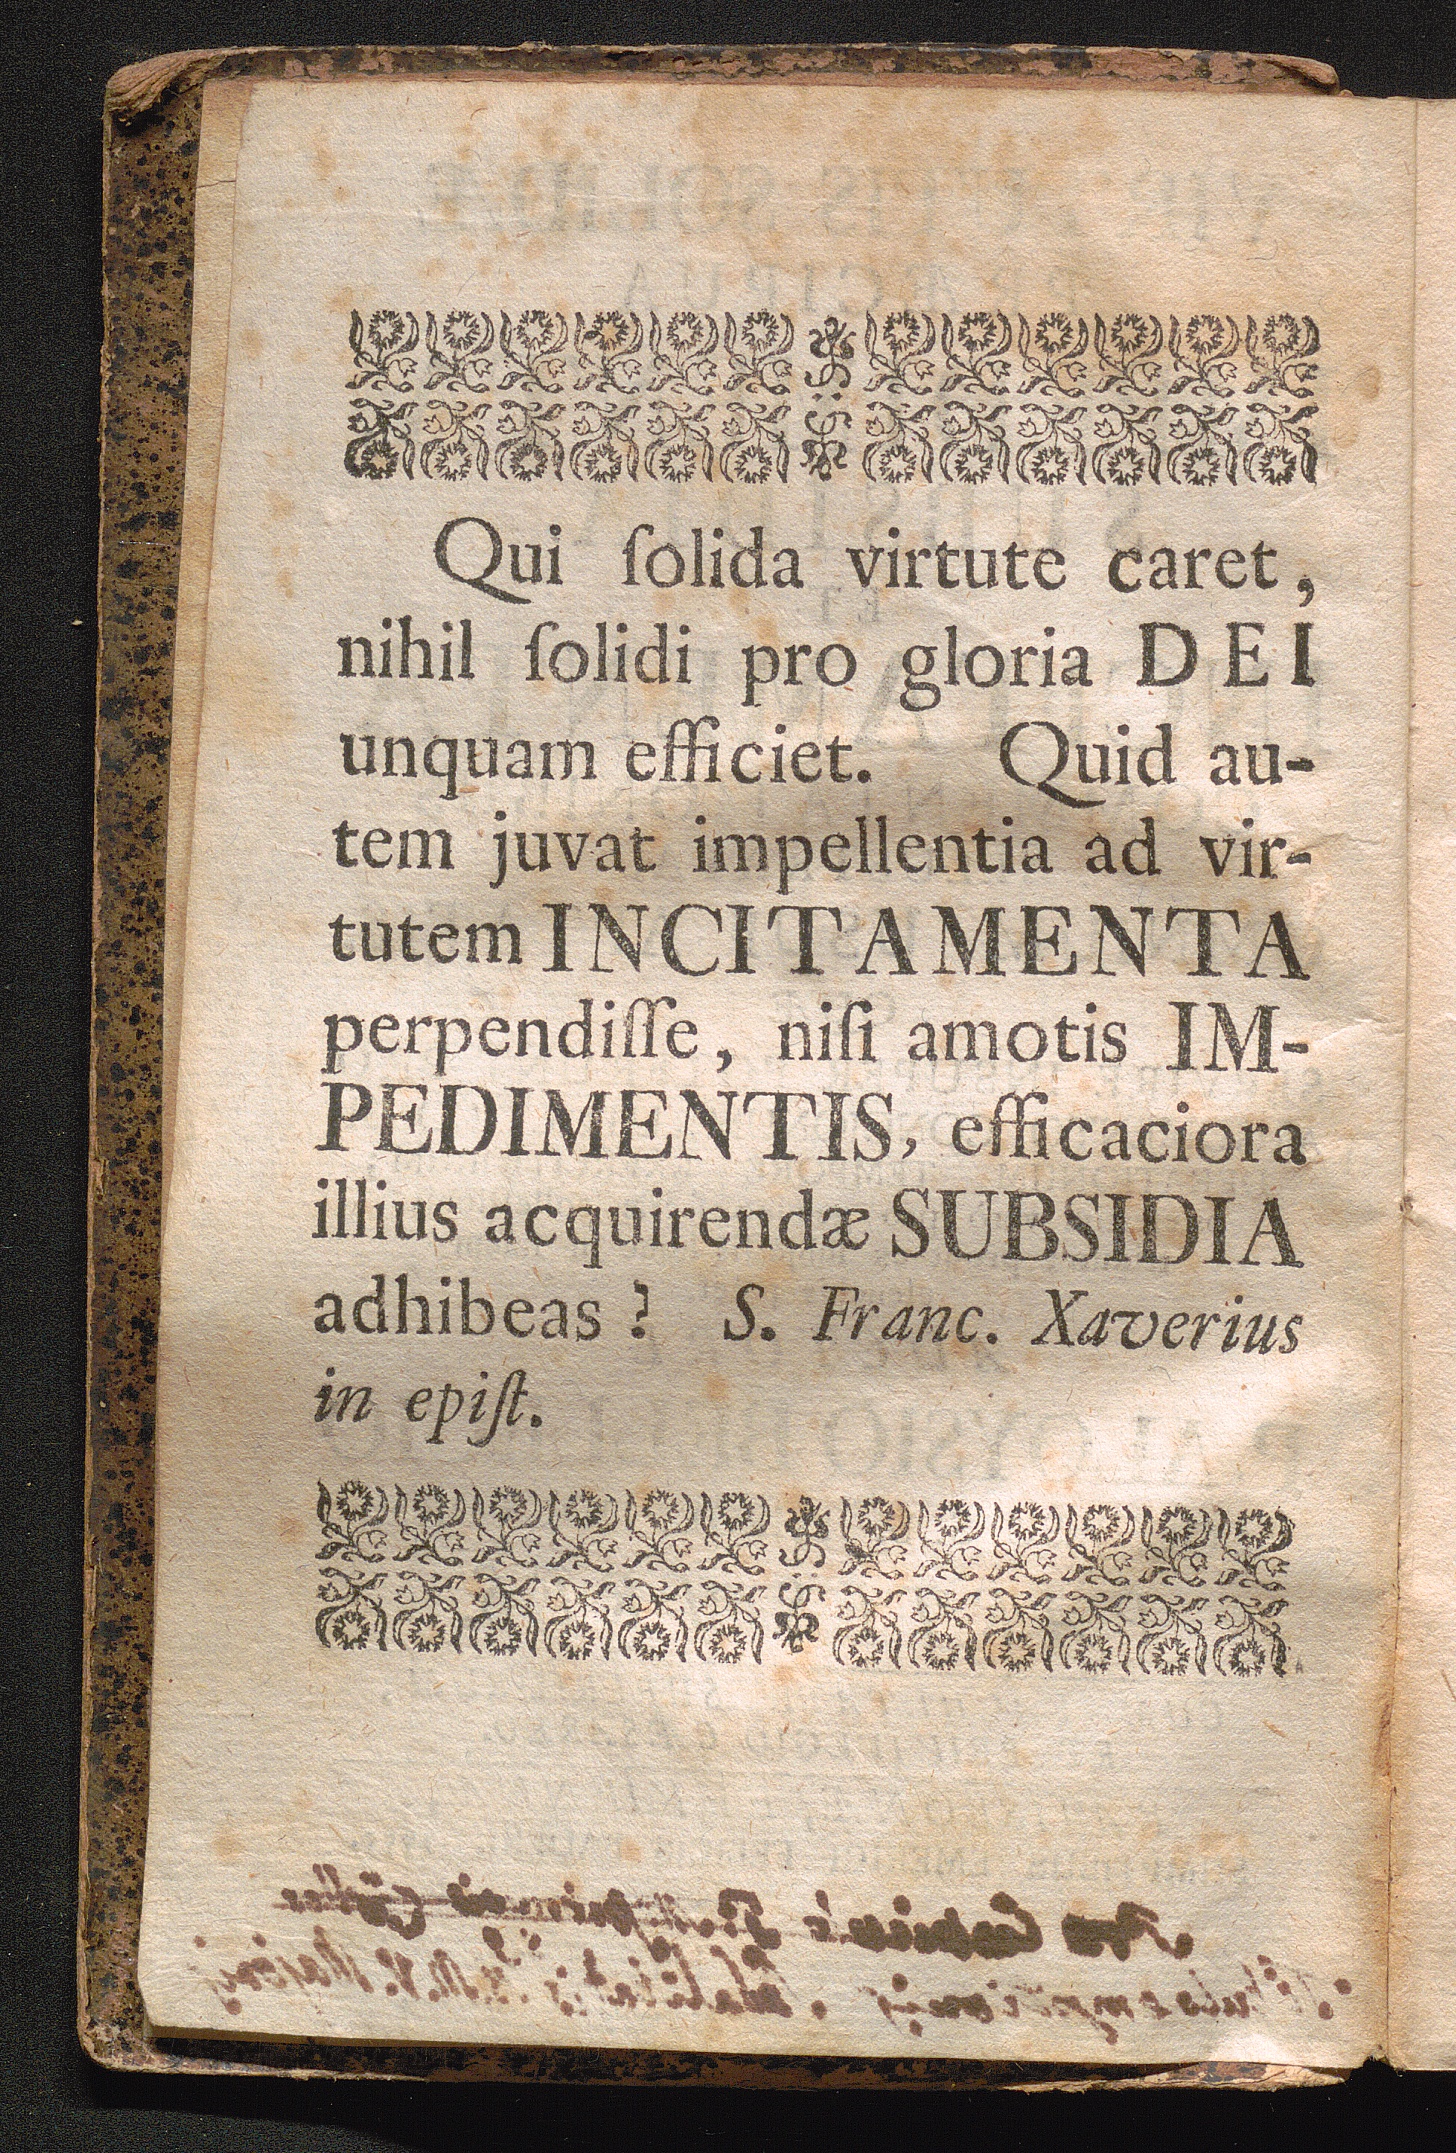 Qui ſolida virtute caret,
nihil ſolidi pro gloria DEI
unquam efficiet. Quid au-
tem juvat impellentia ad vir-
tutem INCITAMENTA
perpendiſſe, niſi amotis IM-
PEDIMENTIS, efficaciora
illius acquirendæ SUBSIDIA
adhibeas? S. Franc. Xaverius
in epiſt.